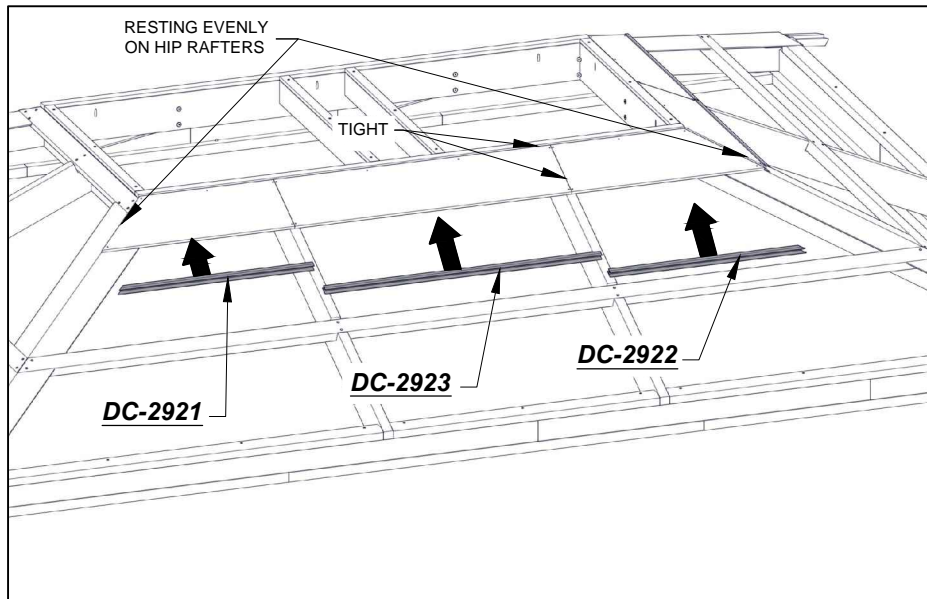 RESTING EVENLY
ON HIP RAFTERS
TIGHT
DC-2921
DC-2923
DC-2922